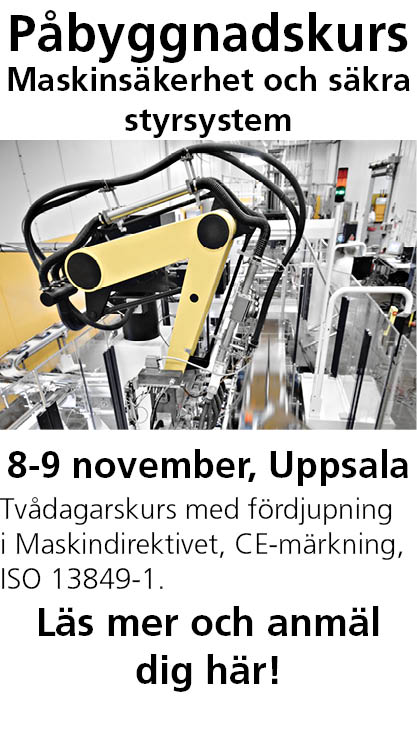 Påbyggnadskurs
Maskinsäkerhet och säkra
styrsystem
8-9 november, Uppsala
Tvådagarskurs med fördjupning
i Maskindirektivet, CE-märkning,
ISO 13849-1.
Läs mer och anmäl
dig här!